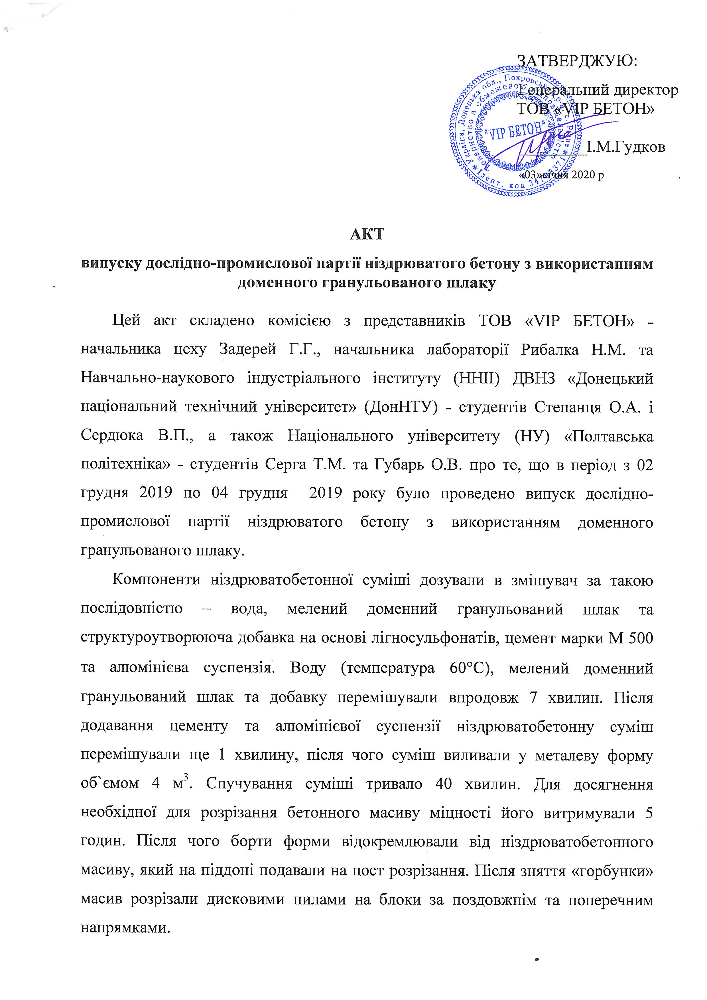 ЗАТВЕРДЖУЮ:
Генеральний директор
ТОВ «VIP БЕТОН»
І.М.Гудков
«03»січня 2020 р
Україна, Донецька обл., Покровський р-н, с.
Товариство з обмеженою відповідальністю
"VIP БЕТОН"
Ідент. код
АКТ
випуску дослідно-промислової партії ніздрюватого бетону з використанням
доменного гранульованого шлаку
Цей акт складено комісією з представників ТОВ «VIP БЕТОН» -
начальника цеху Задерей Г.Г., начальника лабораторії Рибалка Н.М. та
Навчально-наукового індустріального інституту (ННІІ) ДВНЗ «Донецький
національний технічний університет» (ДонНТУ) - студентів Степанця О.А. і
Сердюка В.П., а також Національного університету (НУ) «Полтавська
політехніка» - студентів Серга Т.М. та Губарь О.В. про те, що в період з 02
грудня 2019 по 04 грудня 2019 року було проведено випуск дослідно-
промислової партії ніздрюватого бетону з використанням доменного
гранульованого шлаку.
Компоненти ніздрюватобетонної суміші дозували в змішувач за такою
послідовністю – вода, мелений доменний гранульований шлак та
структуроутворююча добавка на основі лігносульфонатів, цемент марки М 500
та алюмінієва суспензія. Воду (температура 60°С), мелений доменний
гранульований шлак та добавку перемішували впродовж 7 хвилин. Після
додавання цементу та алюмінієвої суспензії ніздрюватобетонну суміш
перемішували ще 1 хвилину, після чого суміш виливали у металеву форму
об`ємом 4 м³. Спучування суміші тривало 40 хвилин. Для досягнення
необхідної для розрізання бетонного масиву міцності його витримували 5
годин. Після чого борти форми відокремлювали від ніздрюватобетонного
масиву, який на піддоні подавали на пост розрізання. Після зняття «горбунки»
масив розрізали дисковими пилами на блоки за поздовжнім та поперечним
напрямками.